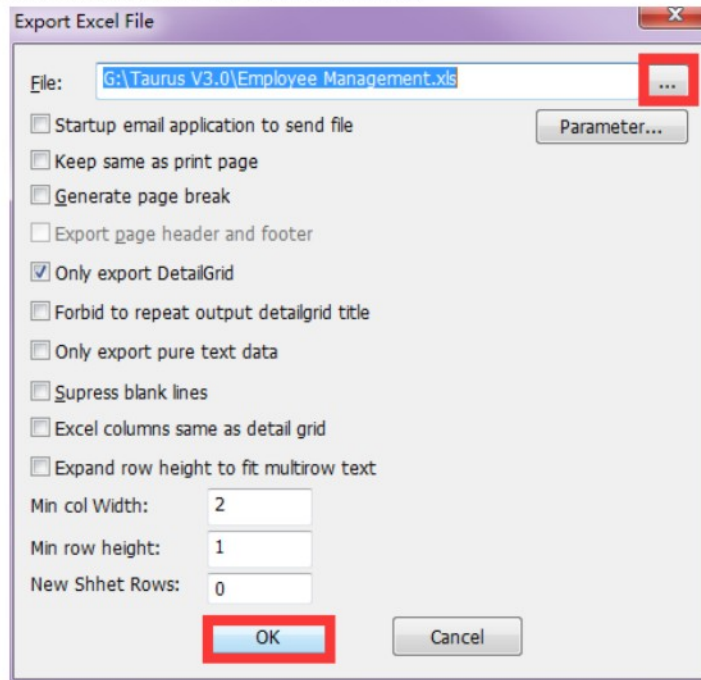 Export Excel File
File: G:\Taurus V3.0\Employee Management.xls ...
Startup email application to send file Parameter...
Keep same as print page
Generate page break
Export page header and footer
Only export DetailGrid
Forbid to repeat output detailgrid title
Only export pure text data
Supress blank lines
Excel columns same as detail grid
Expand row height to fit multirow text
Min col Width: 2
Min row height: 1
New Shhet Rows: 0
OK Cancel